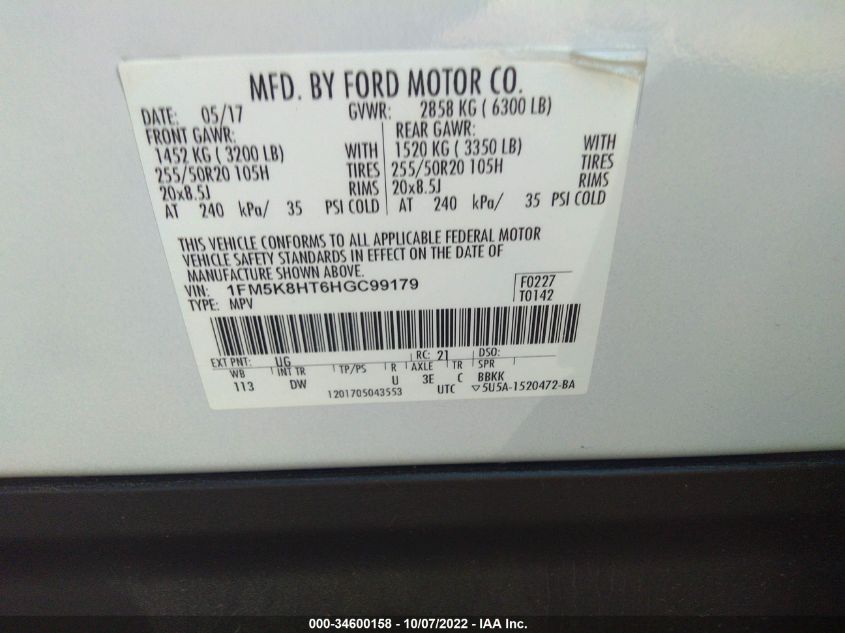 MFD. BY FORD MOTOR CO.
DATE: 05/17 GVWR: 2858 KG ( 6300 LB)
FRONT GAWR: REAR GAWR:
1452 KG ( 3200 LB) WITH 1520 KG ( 3350 LB) WITH
255/50R20 105H TIRES 255/50R20 105H TIRES
20x8.5J RIMS 20x8.5J RIMS
AT 240 kPa/ 35 PSI COLD AT 240 kPa/ 35 PSI COLD
THIS VEHICLE CONFORMS TO ALL APPLICABLE FEDERAL MOTOR
VEHICLE SAFETY STANDARDS IN EFFECT ON THE DATE OF
MANUFACTURE SHOWN ABOVE.
VIN: 1FM5K8HT6HGC99179 F0227
TYPE: MPV T0142
EXT PNT: UG RC: 21 DSO:
WB INT TR TP/PS R AXLE TR SPR
113 DW U 3E C BBKK
1201705043553 UTC ▽5U5A-1520472-BA
000-34600158 - 10/07/2022 - IAA Inc.